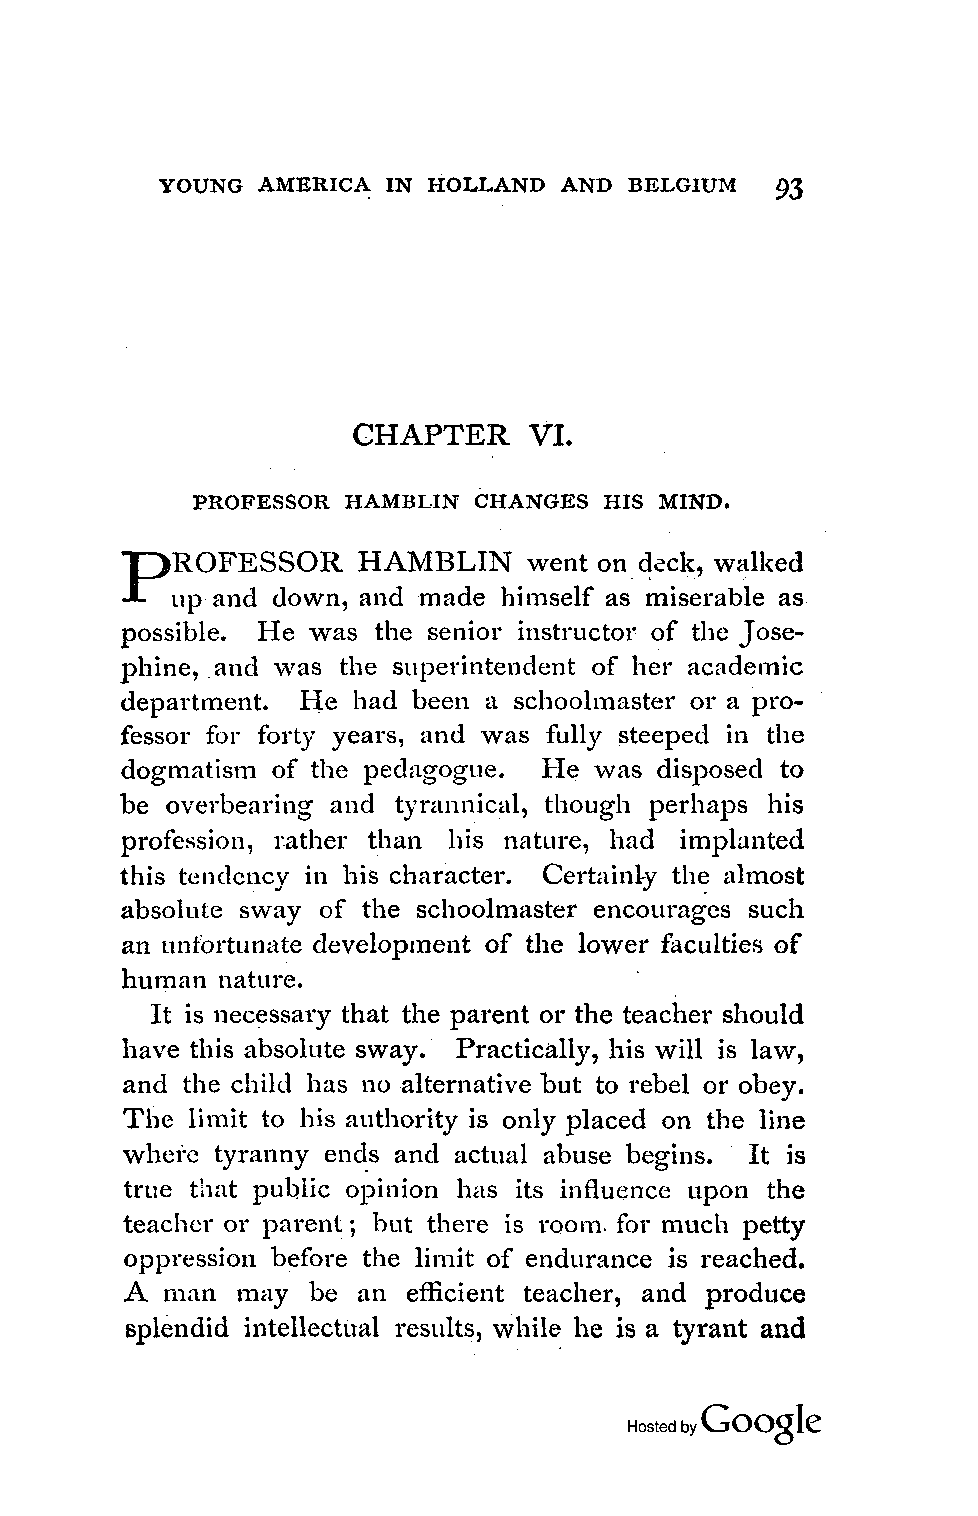 YOUNG AMERICA IN HOLLAND AND BELGIUM 93
CHAPTER VI.
PROFESSOR HAMBLIN CHANGES HIS MIND.
PROFESSOR HAMBLIN went on deck, walked
up and down, and made himself as miserable as
possible. He was the senior instructor of the Jose-
phine, and was the superintendent of her academic
department. He had been a schoolmaster or a pro-
fessor for forty years, and was fully steeped in the
dogmatism of the pedagogue. He was disposed to
be overbearing and tyrannical, though perhaps his
profession, rather than his nature, had implanted
this tendency in his character. Certainly the almost
absolute sway of the schoolmaster encourages such
an unfortunate development of the lower faculties of
human nature.
It is necessary that the parent or the teacher should
have this absolute sway. Practically, his will is law,
and the child has no alternative but to rebel or obey.
The limit to his authority is only placed on the line
where tyranny ends and actual abuse begins. It is
true that public opinion has its influence upon the
teacher or parent; but there is room for much petty
oppression before the limit of endurance is reached.
A man may be an efficient teacher, and produce
splendid intellectual results, while he is a tyrant and
Hosted by Google